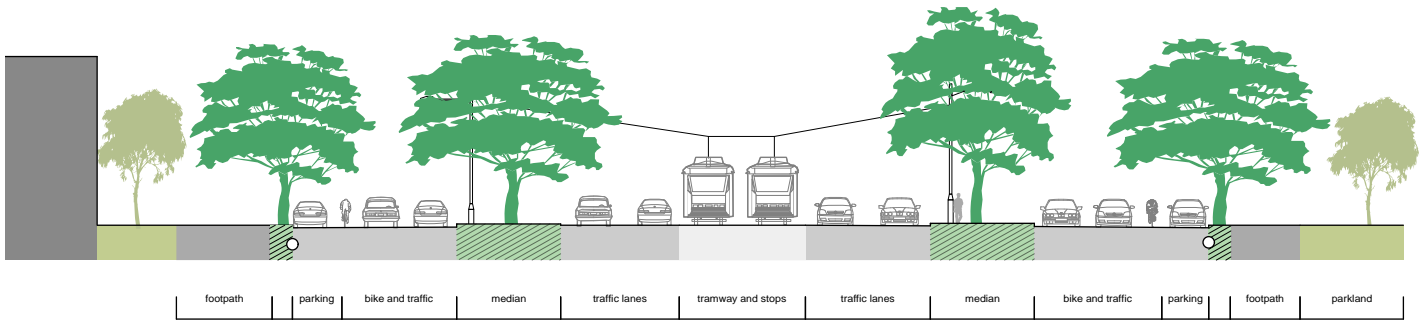 footpath parking bike and traffic median traffic lanes tramway and stops traffic lanes median bike and traffic parking footpath parkland